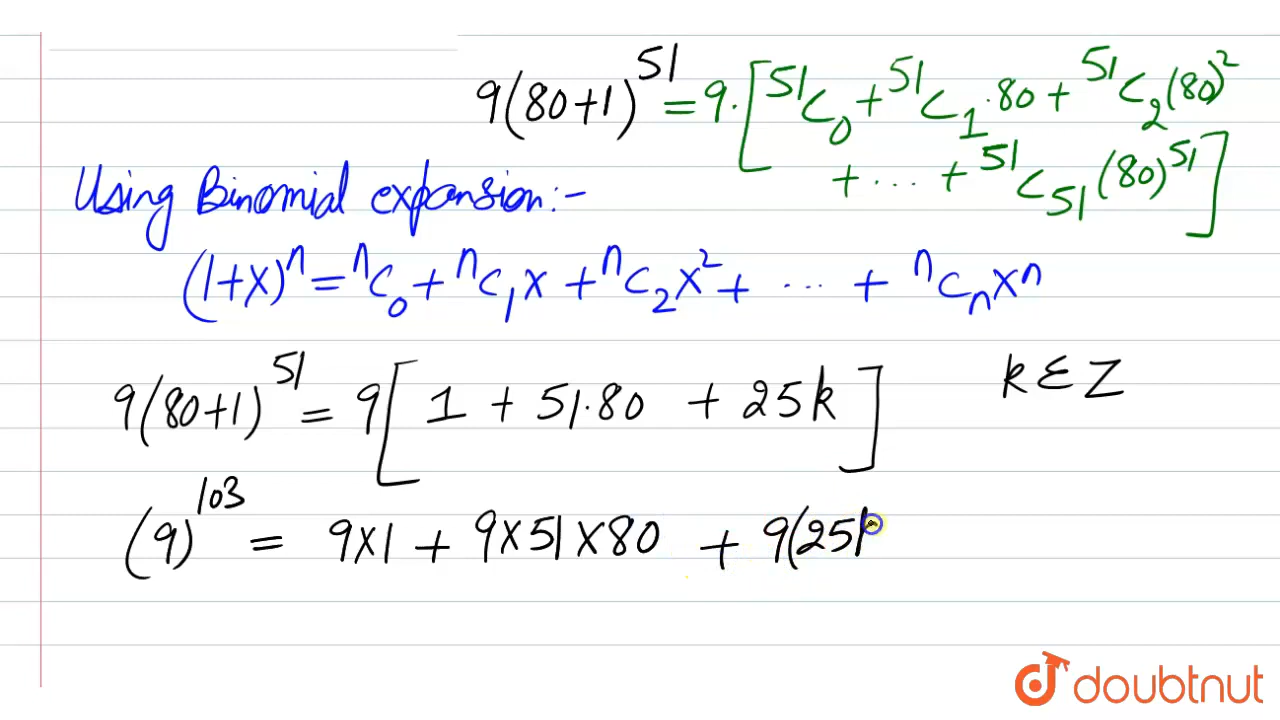 9(80+1)^51 = 9·[^51C_0 + ^51C_1·80 + ^51C_2(80)^2
+ ... + ^51C_51(80)^51]
Using Binomial expansion:-
(1+x)^n = ^nC_0 + ^nC_1x + ^nC_2x^2 + ... + ^nC_nx^n
9(80+1)^51 = 9[1 + 51·80 + 25k] k ∈ Z
(9)^103 = 9×1 + 9×51×80 + 9(25
doubtnut